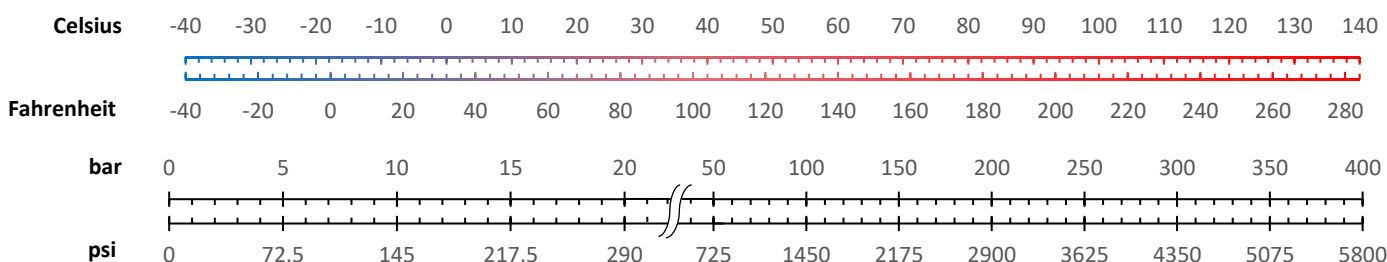 Celsius -40 -30 -20 -10 0 10 20 30 40 50 60 70 80 90 100 110 120 130 140
Fahrenheit -40 -20 0 20 40 60 80 100 120 140 160 180 200 220 240 260 280
bar 0 5 10 15 20 50 100 150 200 250 300 350 400
psi 0 72.5 145 217.5 290 725 1450 2175 2900 3625 4350 5075 5800